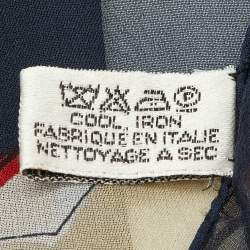 P
COOL IRON
FABRIQUE EN ITALIE
NETTOYAGE A SEC